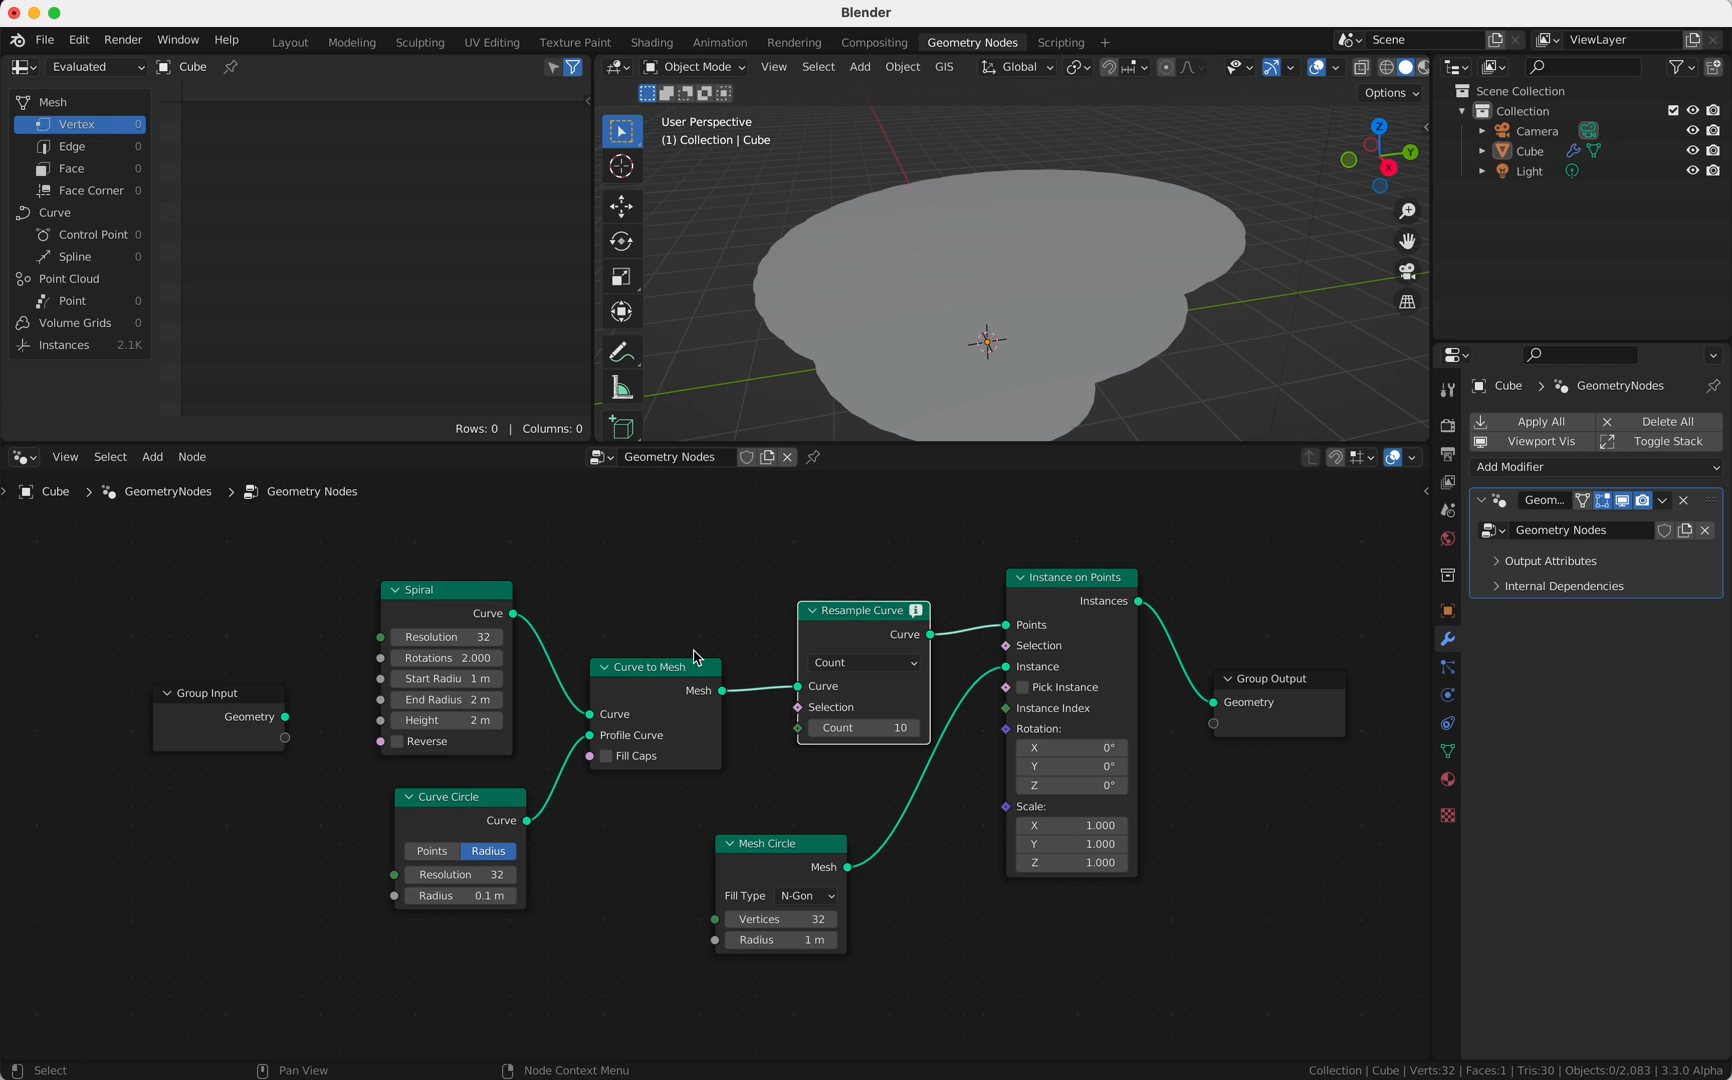 Blender
File Edit Render Window Help Layout Modeling Sculpting UV Editing Texture Paint Shading Animation Rendering Compositing Geometry Nodes Scripting + Scene ViewLayer
Evaluated Cube
Object Mode View Select Add Object GIS Global
Options
Mesh
Vertex 0
Edge 0
Face 0
Face Corner 0
Curve
Control Point 0
Spline 0
Point Cloud
Point 0
Volume Grids 0
Instances 2.1K
Rows: 0 | Columns: 0
User Perspective
(1) Collection | Cube
Z
Y
X
Scene Collection
Collection
Camera
Cube
Light
Cube > GeometryNodes
Apply All Delete All
Viewport Vis Toggle Stack
Add Modifier
Geom...
Geometry Nodes
Output Attributes
Internal Dependencies
View Select Add Node Geometry Nodes
Cube > GeometryNodes > Geometry Nodes
Group Input
Geometry
Spiral
Curve
Resolution 32
Rotations 2.000
Start Radiu 1 m
End Radius 2 m
Height 2 m
Reverse
Curve Circle
Curve
Points Radius
Resolution 32
Radius 0.1 m
Curve to Mesh
Mesh
Curve
Profile Curve
Fill Caps
Resample Curve
Curve
Count
Curve
Selection
Count 10
Mesh Circle
Mesh
Fill Type N-Gon
Vertices 32
Radius 1 m
Instance on Points
Instances
Points
Selection
Instance
Pick Instance
Instance Index
Rotation:
X 0°
Y 0°
Z 0°
Scale:
X 1.000
Y 1.000
Z 1.000
Group Output
Geometry
Select Pan View Node Context Menu Collection | Cube | Verts:32 | Faces:1 | Tris:30 | Objects:0/2,083 | 3.3.0 Alpha